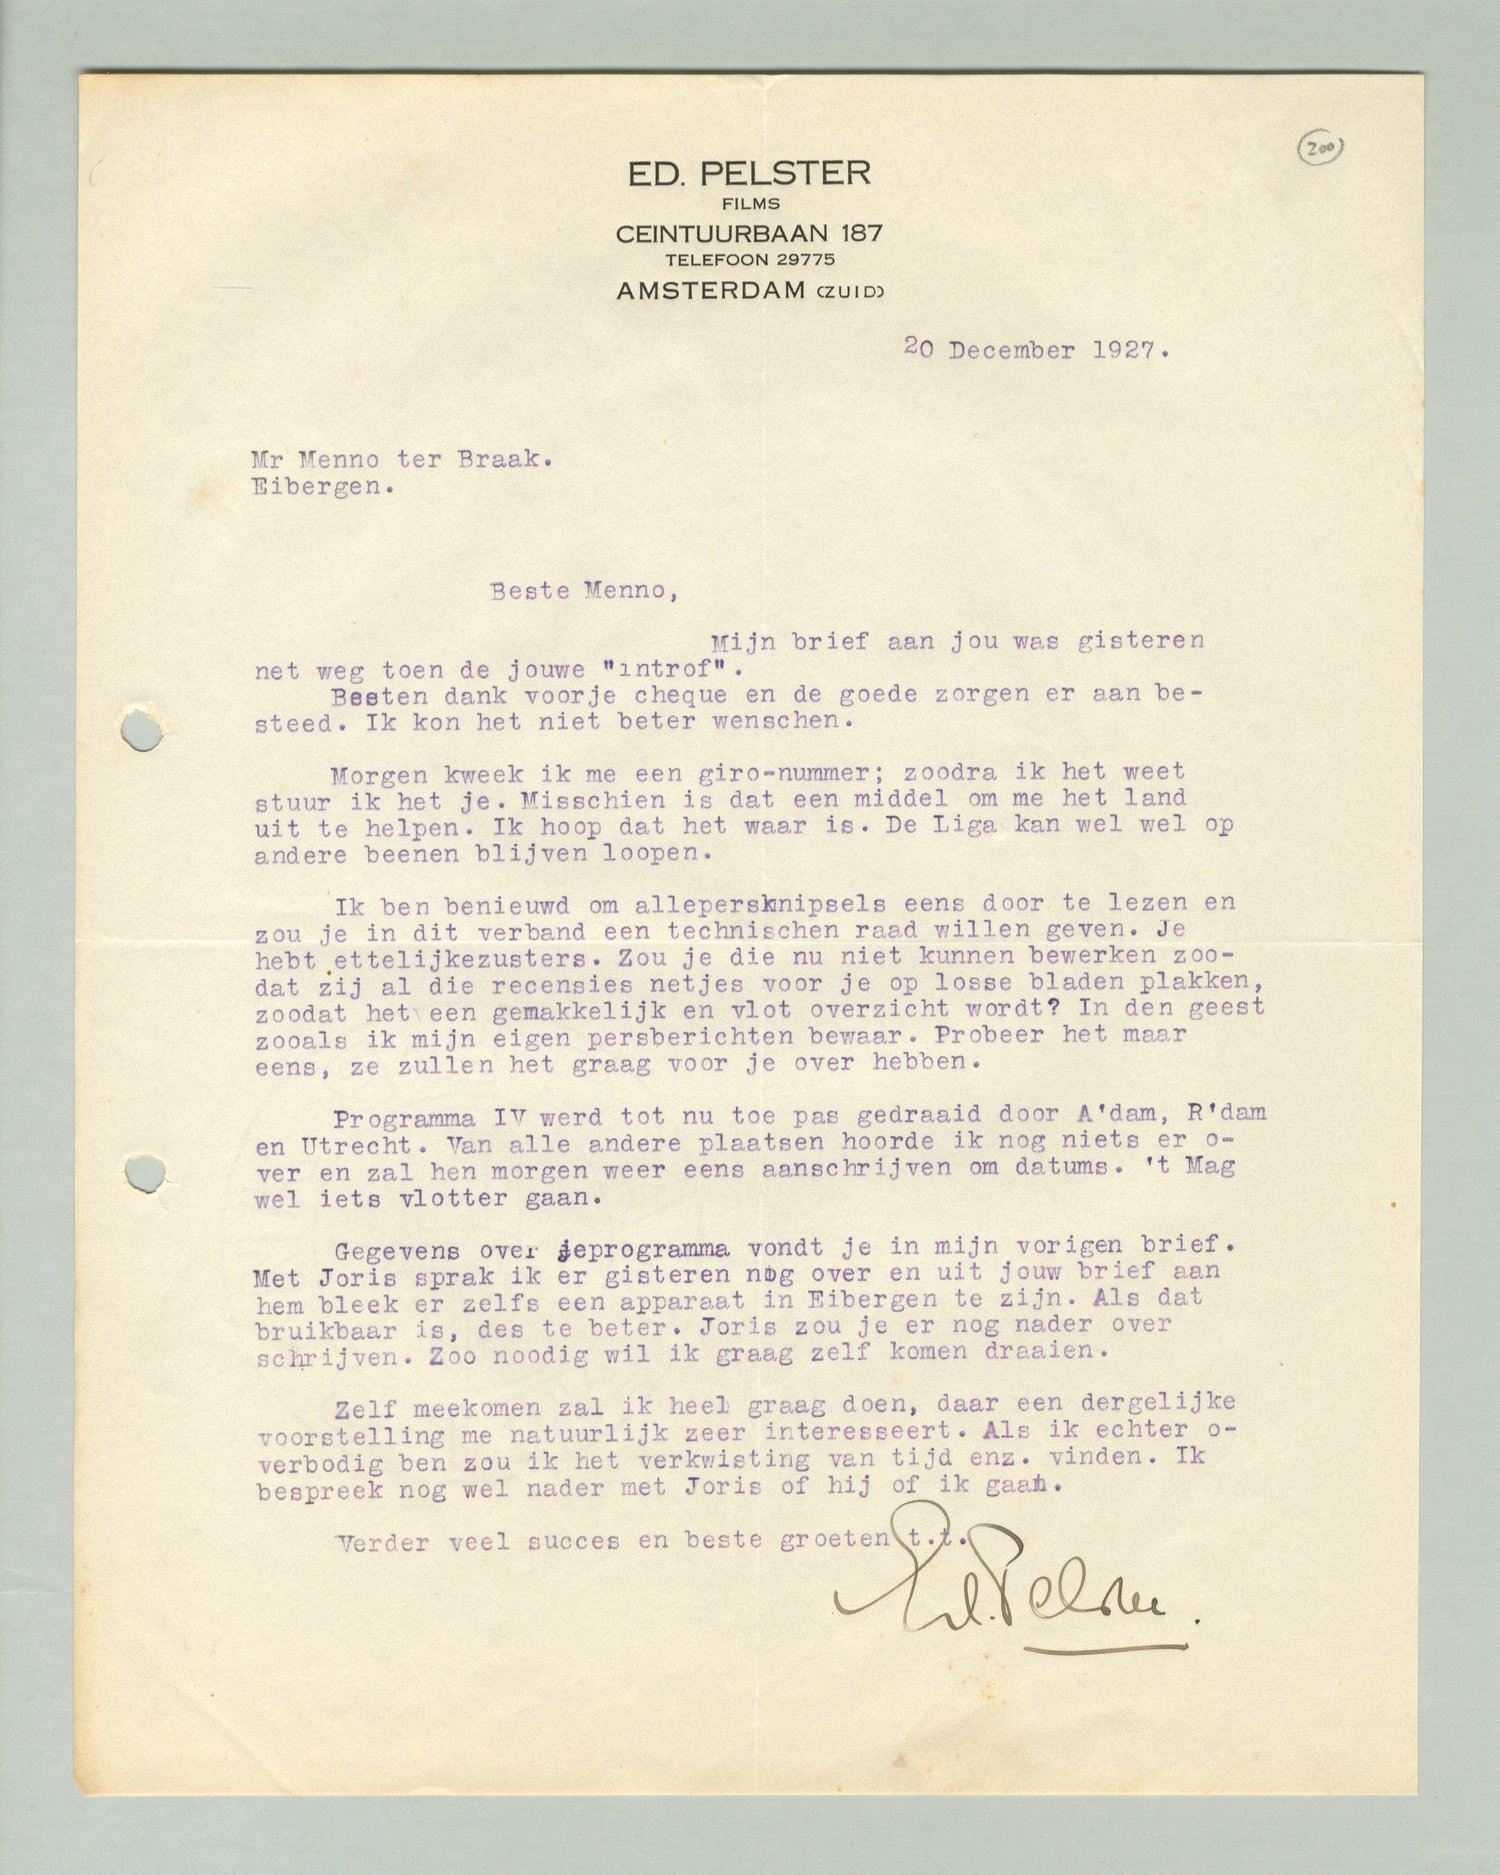 200
ED. PELSTER
FILMS
CEINTUURBAAN 187
TELEFOON 29775
AMSTERDAM (ZUID)
20 December 1927.
Mr Menno ter Braak.
Eibergen.
Beste Menno,
Mijn brief aan jou was gisteren
net weg toen de jouwe "introf".
Besten dank voorje cheque en de goede zorgen er aan be-
steed. Ik kon het niet beter wenschen.
Morgen kweek ik me een giro-nummer; zoodra ik het weet
stuur ik het je. Misschien is dat een middel om me het land
uit te helpen. Ik hoop dat het waar is. De Liga kan wel wel op
andere beenen blijven loopen.
Ik ben benieuwd om allepersknipsels eens door te lezen en
zou je in dit verband een technischen raad willen geven. Je
hebt ettelijkezusters. Zou je die nu niet kunnen bewerken zoo-
dat zij al die recensies netjes voor je op losse bladen plakken,
zoodat het een gemakkelijk en vlot overzicht wordt? In den geest
zooals ik mijn eigen persberichten bewaar. Probeer het maar
eens, ze zullen het graag voor je over hebben.
Programma IV werd tot nu toe pas gedraaid door A'dam, R'dam
en Utrecht. Van alle andere plaatsen hoorde ik nog niets er o-
ver en zal hen morgen weer eens aanschrijven om datums. 't Mag
wel iets vlotter gaan.
Gegevens over jeprogramma vondt je in mijn vorigen brief.
Met Joris sprak ik er gisteren nog over en uit jouw brief aan
hem bleek er zelfs een apparaat in Eibergen te zijn. Als dat
bruikbaar is, des te beter. Joris zou je er nog nader over
schrijven. Zoo noodig wil ik graag zelf komen draaien.
Zelf meekomen zal ik heel graag doen, daar een dergelijke
voorstelling me natuurlijk zeer interesseert. Als ik echter o-
verbodig ben zou ik het verkwisting van tijd enz. vinden. Ik
bespreek nog wel nader met Joris of hij of ik gaan.
Verder veel succes en beste groeten t.t.
Ed. Pelster.